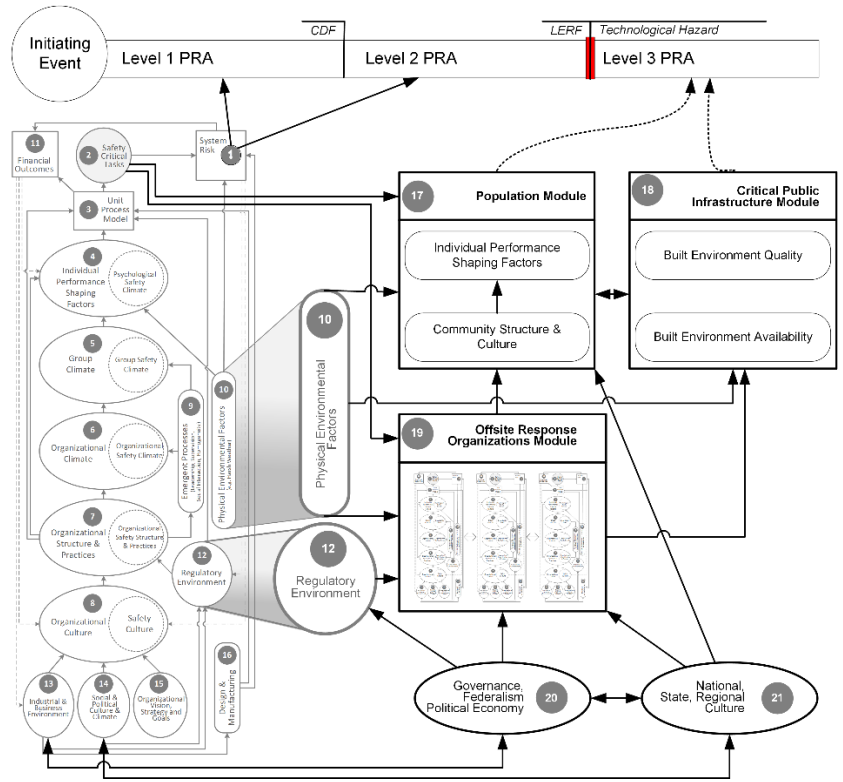 Initiating
Event
CDF
LERF
Technological Hazard
Level 1 PRA
Level 2 PRA
Level 3 PRA
11
Financial
Outcomes
2
Safety
Critical
Tasks
System
Risk
1
3
Unit
Process
Model
4
Individual
Performance
Shaping
Factors
Psychological
Safety
Climate
5
Group
Climate
Group Safety
Climate
6
Organizational
Climate
Organizational
Safety Climate
9
Emergent Processes
10
Physical Environmental Factors
7
Organizational
Structure &
Practices
Organizational
Safety Structure
& Practices
12
Regulatory
Environment
8
Organizational
Culture
Safety
Culture
13
Industrial &
Business
Environment
14
Social &
Political
Culture &
Climate
15
Organizational
Vision,
Strategy and
Goals
16
Design &
Manufacturing
10
Physical Environmental
Factors
12
Regulatory
Environment
17
Population Module
Individual Performance
Shaping Factors
Community Structure &
Culture
18
Critical Public
Infrastructure Module
Built Environment Quality
Built Environment Availability
19
Offsite Response
Organizations Module
Governance,
Federalism
Political Economy
20
National,
State, Regional
Culture
21